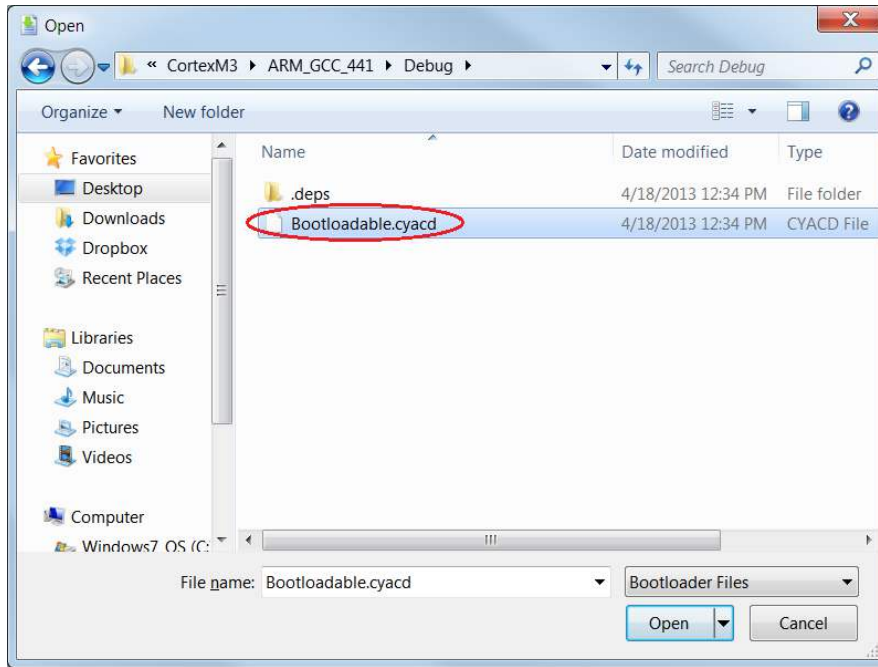 Open
« CortexM3 ▸ ARM_GCC_441 ▸ Debug ▸ Search Debug
Organize ▾ New folder
Name Date modified Type
Favorites
Desktop
Downloads
Dropbox
Recent Places
Libraries
Documents
Music
Pictures
Videos
Computer
Windows7_OS (C:
.deps 4/18/2013 12:34 PM File folder
Bootloadable.cyacd 4/18/2013 12:34 PM CYACD File
File name: Bootloadable.cyacd Bootloader Files
Open Cancel